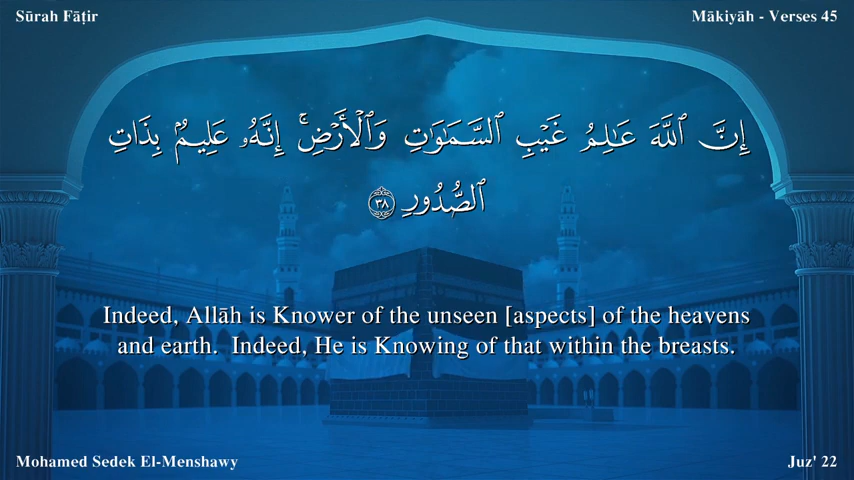 Sūrah Fāṭir
Mākiyāh - Verses 45
إِنَّ ٱللَّهَ عَـٰلِمُ غَيْبِ ٱلسَّمَـٰوَٰتِ وَٱلْأَرْضِ ۚ إِنَّهُۥ عَلِيمٌۢ بِذَاتِ
ٱلصُّدُورِ ٣٨
Indeed, Allāh is Knower of the unseen [aspects] of the heavens
and earth.  Indeed, He is Knowing of that within the breasts.
Mohamed Sedek El-Menshawy
Juz' 22